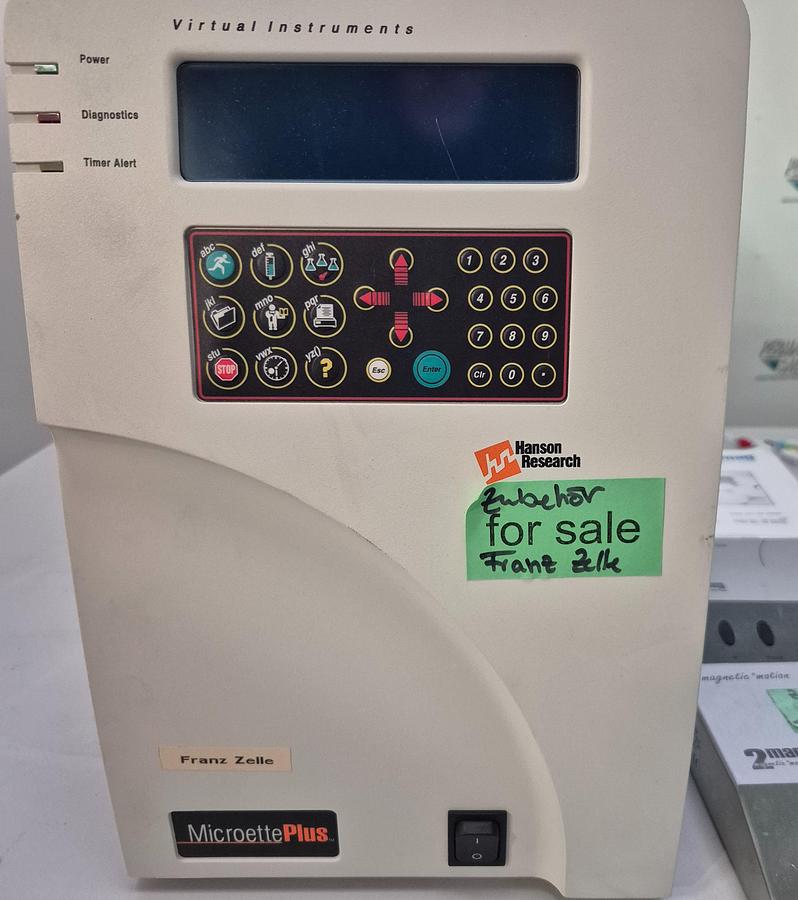 Virtual Instruments
Power
Diagnostics
Timer Alert
abc def ghi
jkl mno pqr
stu vwx yz()
STOP
?
1 2 3
4 5 6
7 8 9
Clr 0 .
Esc
Enter
Hanson
Research
Zubehör
for sale
Franz Zelle
Franz Zelle
MicroettePlus
I
O
magnetic "motion
2mag